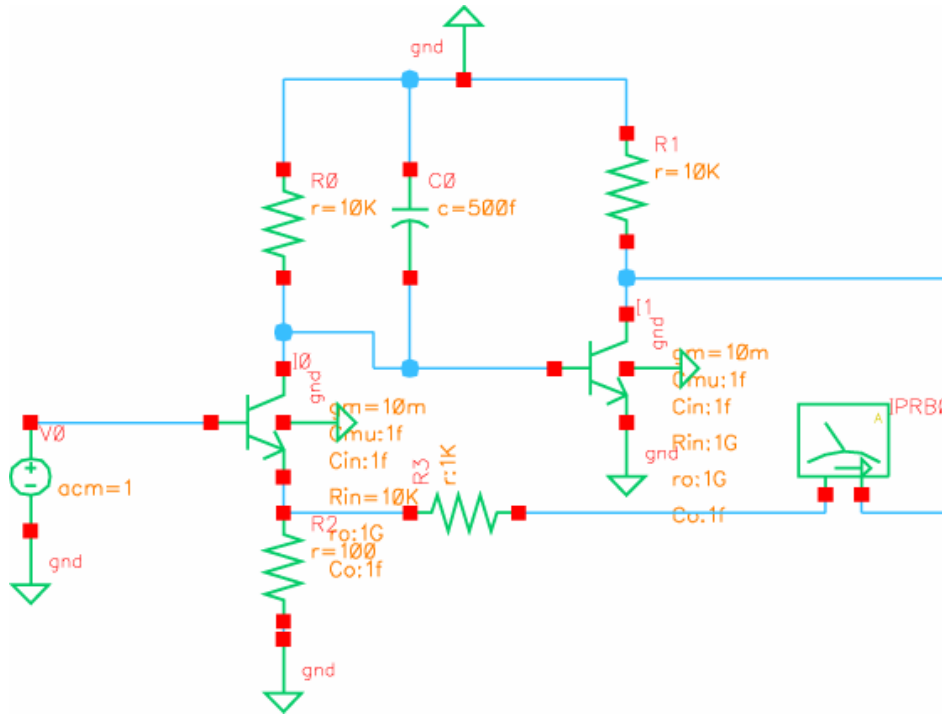 gnd
R0
r=10K
C0
c=500f
R1
r=10K
I0
gnd
gm=10m
Cmu:1f
Cin:1f
Rin=10K
ro:1G
Co:1f
I1
gnd
gm=10m
Cmu:1f
Cin:1f
Rin:1G
ro:1G
Co:1f
gnd
V0
+
-
acm=1
gnd
R3
r:1K
R2
r=100
gnd
A
IPRB0